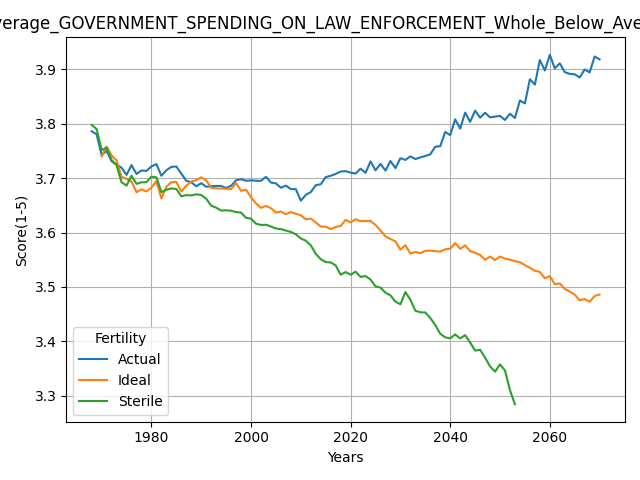 verage_GOVERNMENT_SPENDING_ON_LAW_ENFORCEMENT_Whole_Below_Ave
Score(1-5)
3.9
3.8
3.7
3.6
3.5
3.4
3.3
Fertility
Actual
Ideal
Sterile
1980
2000
2020
2040
2060
Years